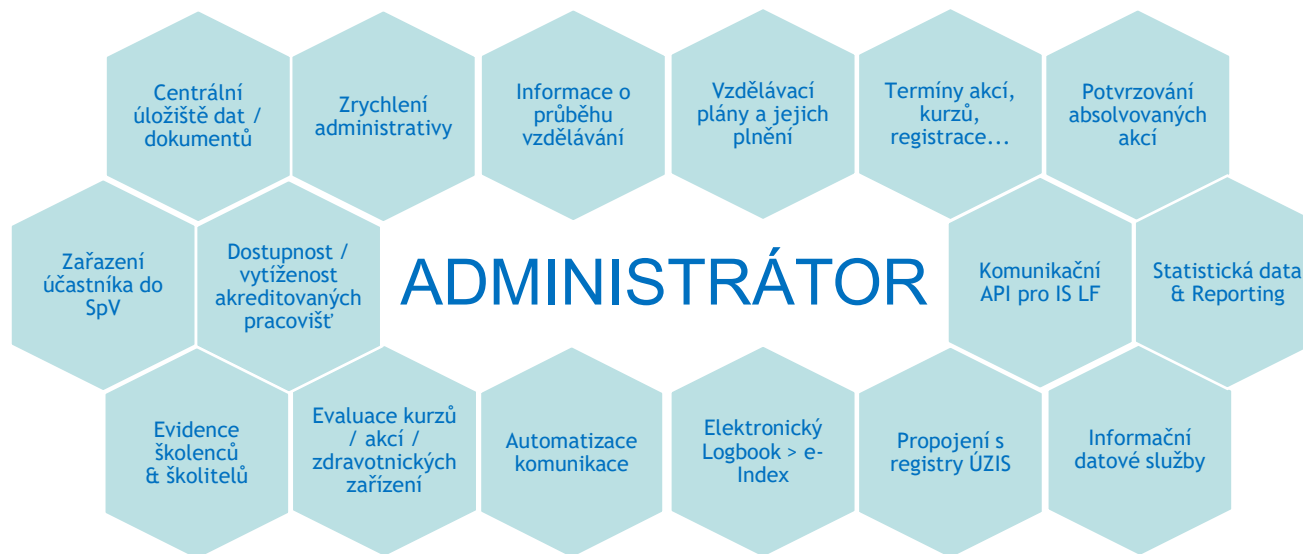 Centrální
úložiště dat /
dokumentů
Zrychlení
administrativy
Informace o
průběhu
vzdělávání
Vzdělávací
plány a jejich
plnění
Termíny akcí,
kurzů,
registrace...
Potvrzování
absolvovaných
akcí
Zařazení
účastníka do
SpV
Dostupnost /
vytíženost
akreditovaných
pracovišť
ADMINISTRÁTOR
Komunikační
API pro IS LF
Statistická data
& Reporting
Evidence
školenců
& školitelů
Evaluace kurzů
/ akcí /
zdravotnických
zařízení
Automatizace
komunikace
Elektronický
Logbook > e-
Index
Propojení s
registry ÚZIS
Informační
datové služby